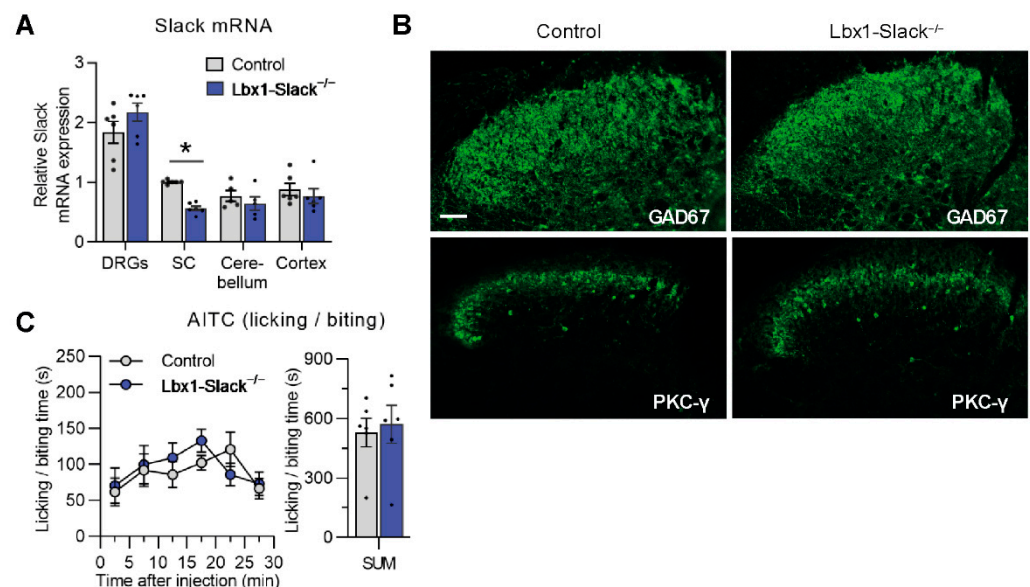 A
Slack mRNA
Relative Slack
mRNA expression
3
2
1
0
Control
Lbx1-Slack⁻/⁻
*
DRGs
SC
Cere-
bellum
Cortex
B
Control
Lbx1-Slack⁻/⁻
GAD67
GAD67
PKC-γ
PKC-γ
C
AITC (licking / biting)
Licking / biting time (s)
250
200
150
100
50
0
Control
Lbx1-Slack⁻/⁻
0 5 10 15 20 25 30
Time after injection (min)
Licking / biting time (s)
900
600
300
0
SUM